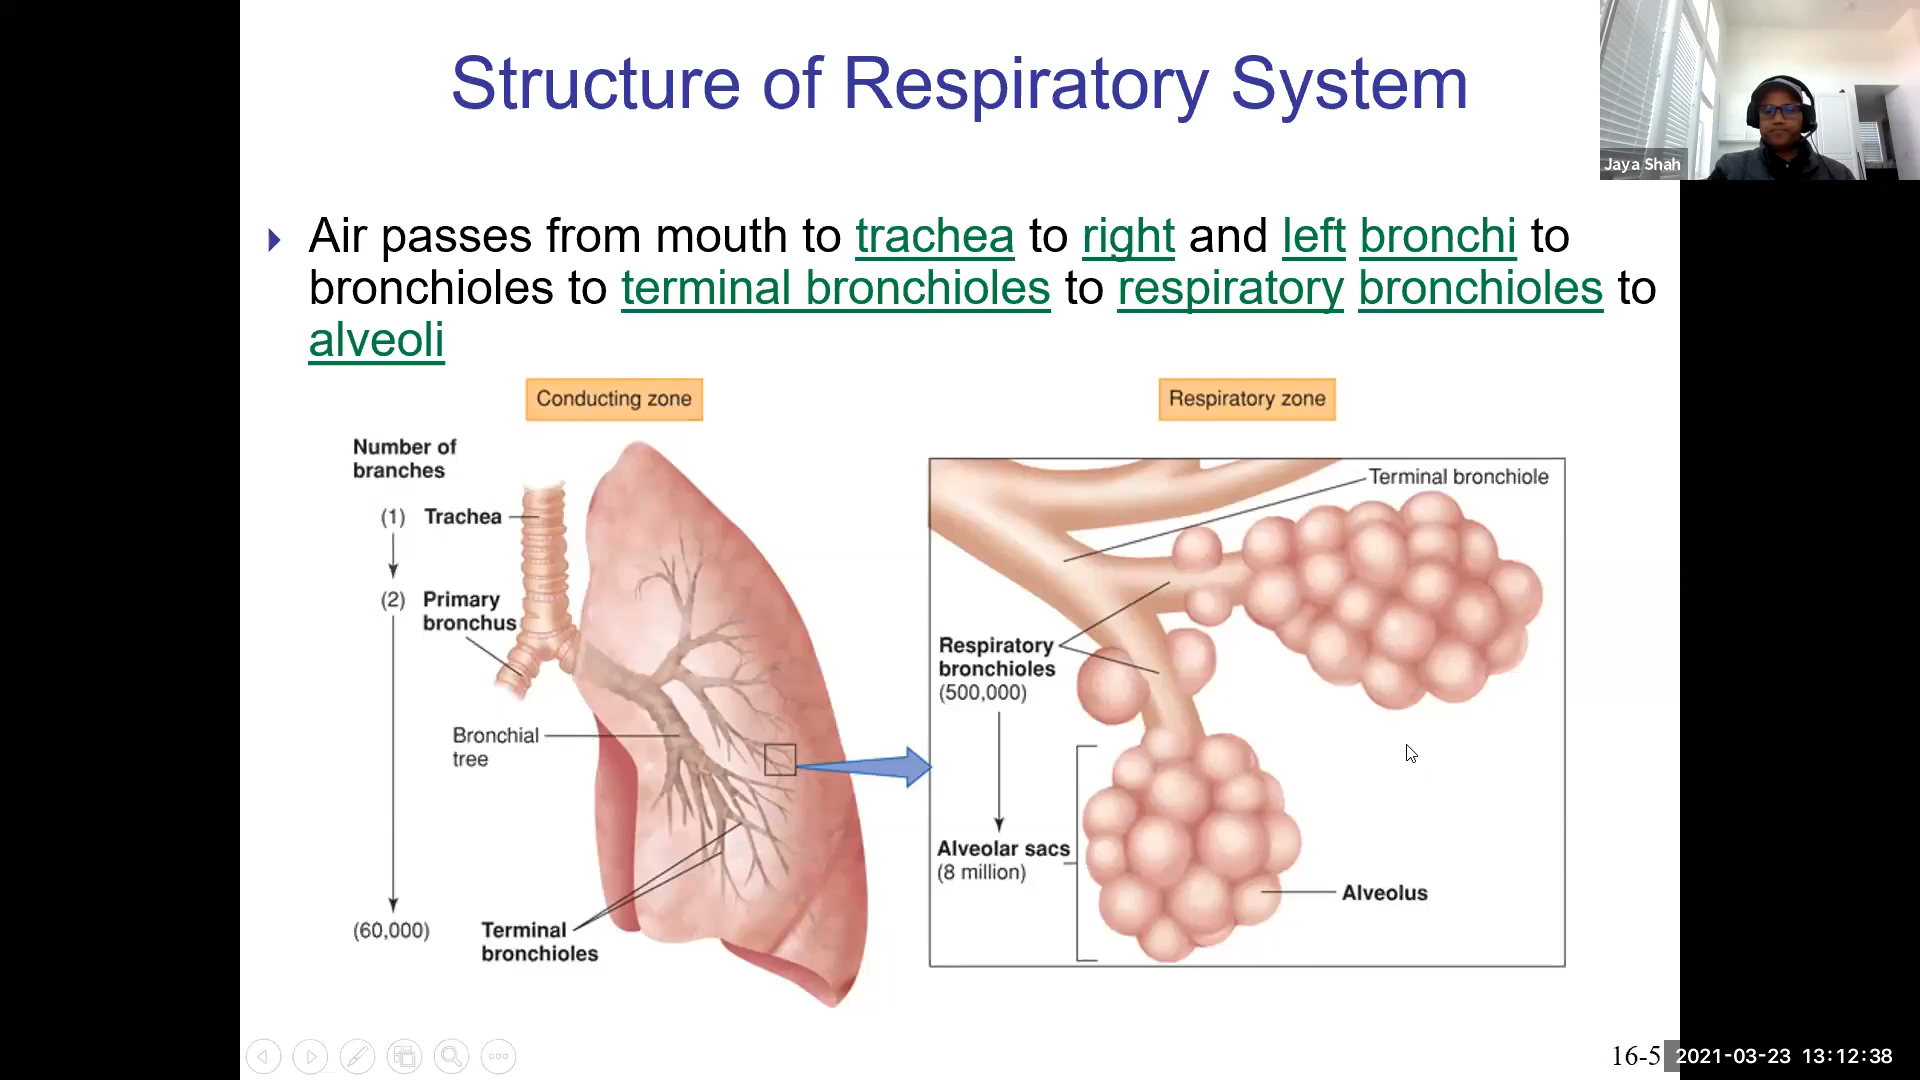 Structure of Respiratory System
Jaya Shah
Air passes from mouth to trachea to right and left bronchi to
bronchioles to terminal bronchioles to respiratory bronchioles to
alveoli
Conducting zone
Number of
branches
(1) Trachea
(2) Primary
bronchus
Bronchial
tree
(60,000)
Terminal
bronchioles
Respiratory zone
Terminal bronchiole
Respiratory
bronchioles
(500,000)
Alveolar sacs
(8 million)
Alveolus
16-5
2021-03-23 13:12:38